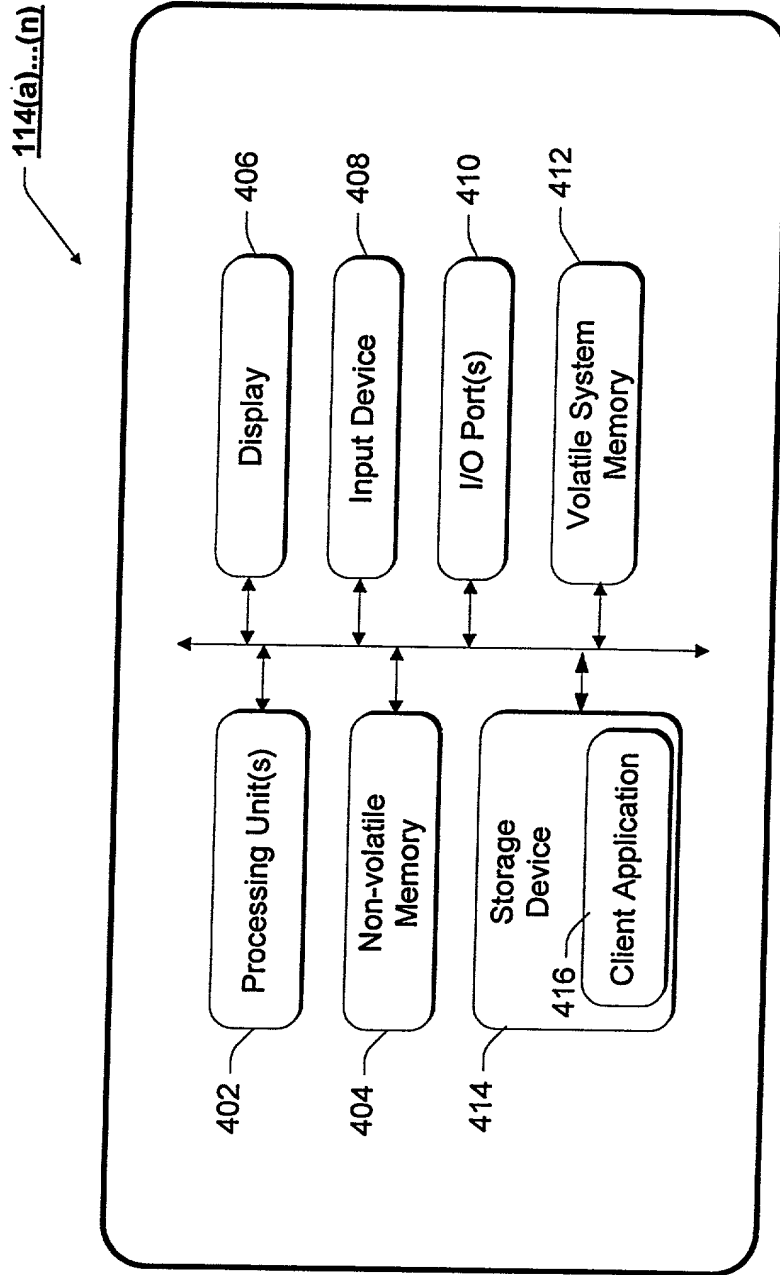 114(a)...(n)
402
Processing Unit(s)
404
Non-volatile
Memory
414
Storage
Device
416
Client Application
Display
406
Input Device
408
I/O Port(s)
410
Volatile System
Memory
412